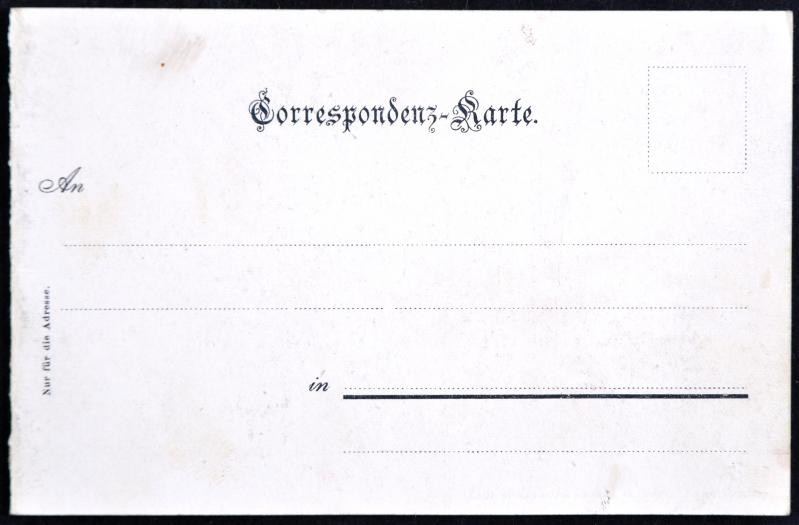 Correspondenz-Karte.
An
Nur für die Adresse.
in